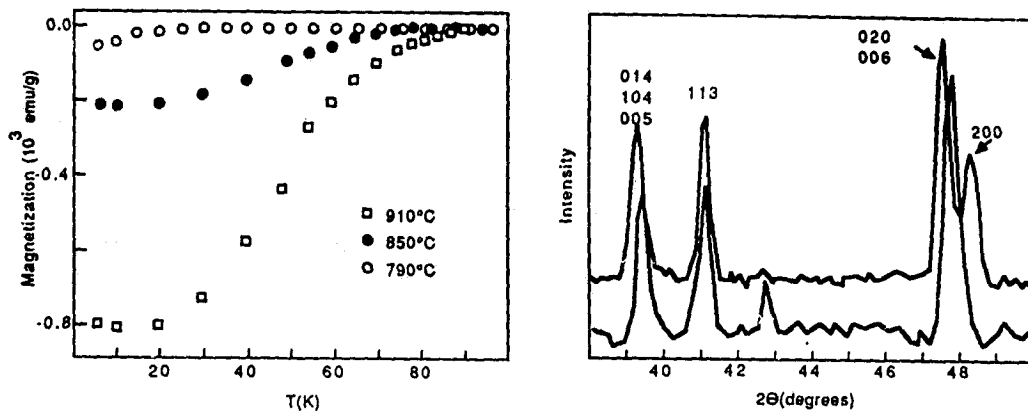 0.0
-0.4
-0.8
Magnetization (10³ emu/g)
□ 910°C
● 850°C
○ 790°C
20 40 60 80
T(K)
Intensity
014
104
005
113
020
006
200
40 42 44 46 48
2Θ(degrees)